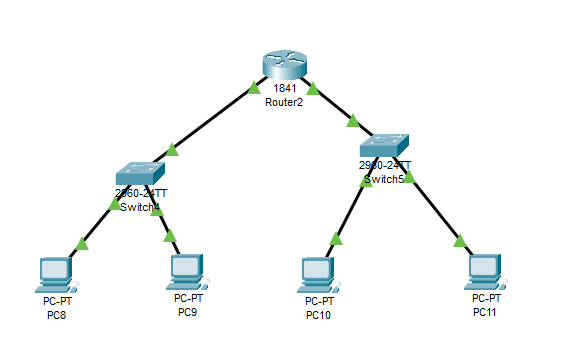 1841
Router2
2960-24TT
Switch4
2960-24TT
Switch5
PC-PT
PC8
PC-PT
PC9
PC-PT
PC10
PC-PT
PC11